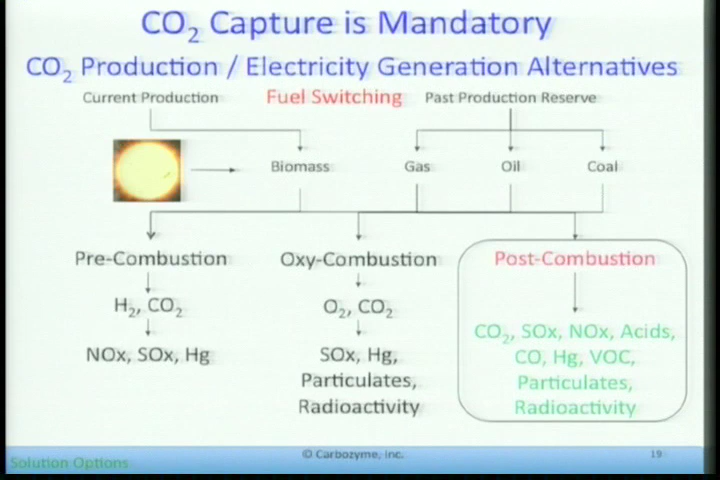 CO₂ Capture is Mandatory
CO₂ Production / Electricity Generation Alternatives
Current Production Fuel Switching Past Production Reserve
Biomass Gas Oil Coal
Pre-Combustion Oxy-Combustion Post-Combustion
H₂, CO₂ O₂, CO₂ CO₂, SOx, NOx, Acids,
NOx, SOx, Hg SOx, Hg, CO, Hg, VOC,
Particulates, Particulates,
Radioactivity Radioactivity
© Carbozyme, Inc. 19
Solution Options